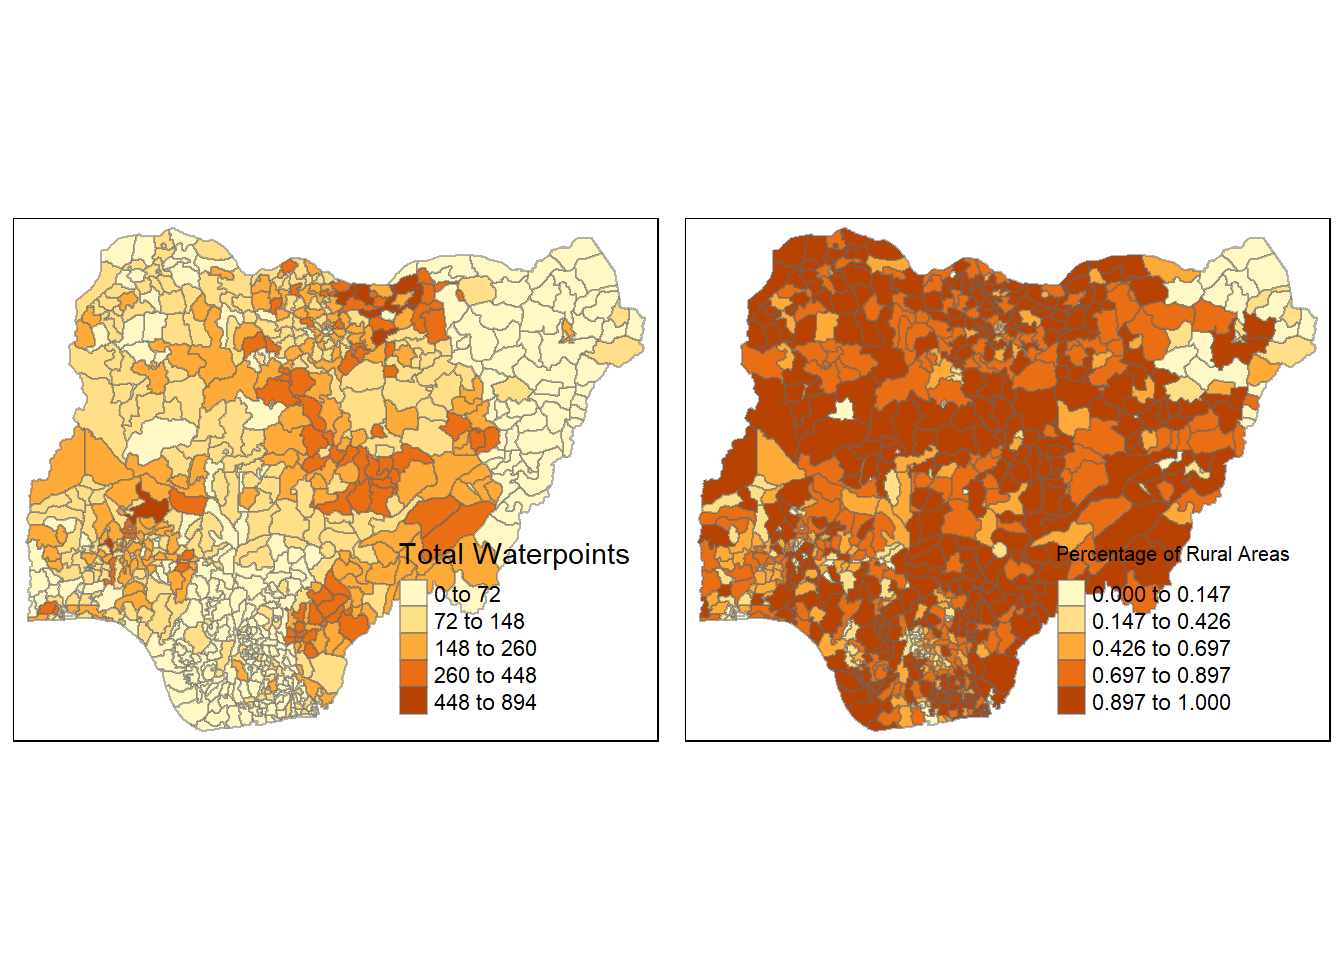 Total Waterpoints
0 to 72
72 to 148
148 to 260
260 to 448
448 to 894
Percentage of Rural Areas
0.000 to 0.147
0.147 to 0.426
0.426 to 0.697
0.697 to 0.897
0.897 to 1.000